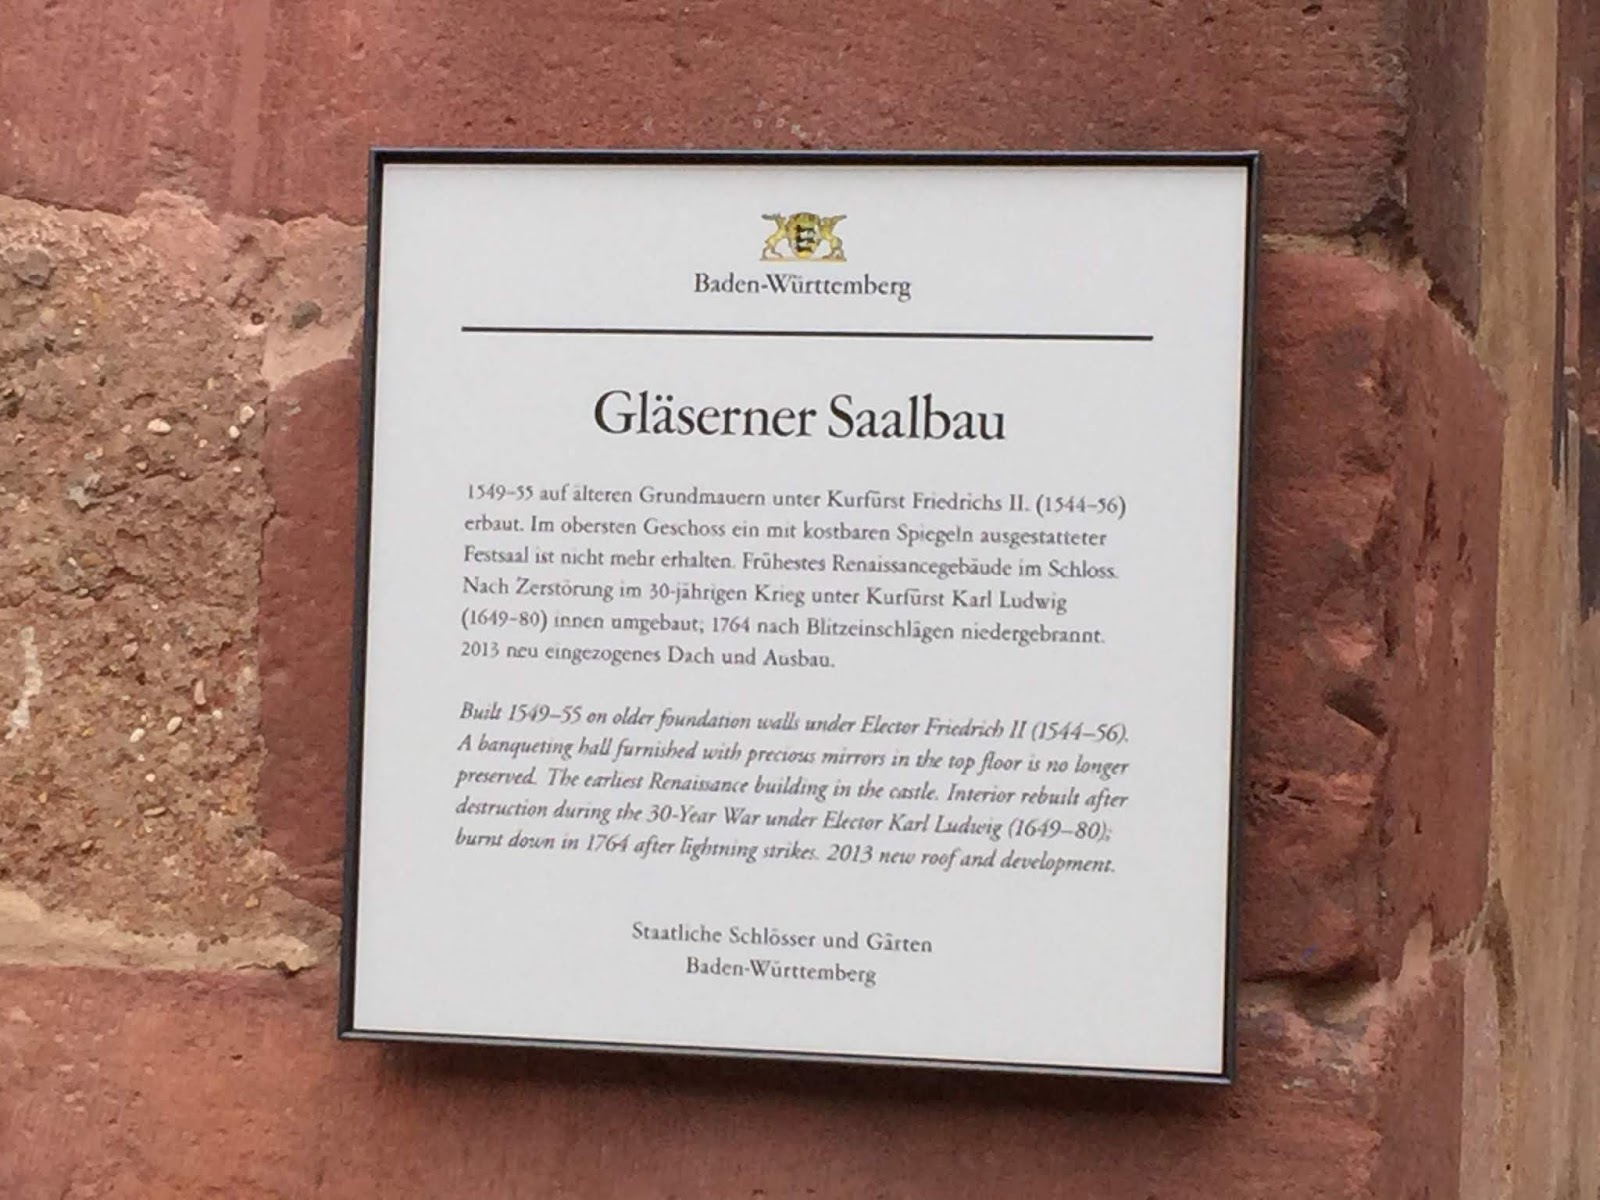 Baden-Württemberg
Gläserner Saalbau
1549–55 auf älteren Grundmauern unter Kurfürst Friedrichs II. (1544–56)
erbaut. Im obersten Geschoss ein mit kostbaren Spiegeln ausgestatteter
Festsaal ist nicht mehr erhalten. Frühestes Renaissancegebäude im Schloss.
Nach Zerstörung im 30-jährigen Krieg unter Kurfürst Karl Ludwig
(1649–80) innen umgebaut; 1764 nach Blitzeinschlägen niedergebrannt.
2013 neu eingezogenes Dach und Ausbau.
Built 1549–55 on older foundation walls under Elector Friedrich II (1544–56).
A banqueting hall furnished with precious mirrors in the top floor is no longer
preserved. The earliest Renaissance building in the castle. Interior rebuilt after
destruction during the 30-Year War under Elector Karl Ludwig (1649–80);
burnt down in 1764 after lightning strikes. 2013 new roof and development.
Staatliche Schlösser und Gärten
Baden-Württemberg